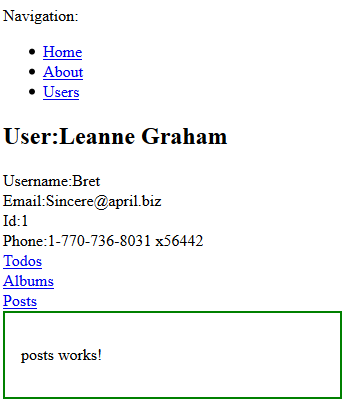 Navigation:
Home
About
Users
User:Leanne Graham
Username:Bret
Email:Sincere@april.biz
Id:1
Phone:1-770-736-8031 x56442
Todos
Albums
Posts
posts works!